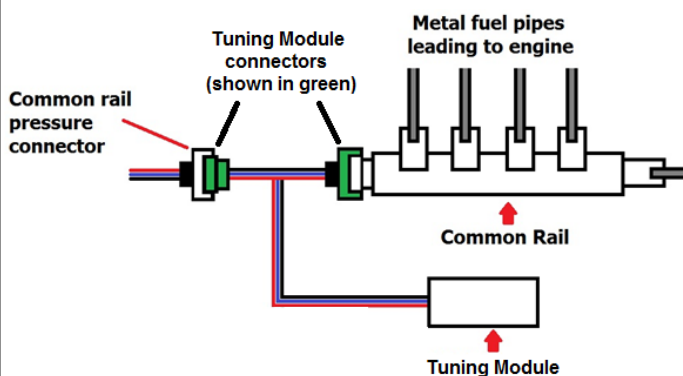 Metal fuel pipes
leading to engine
Tuning Module
connectors
(shown in green)
Common rail
pressure
connector
Common Rail
Tuning Module